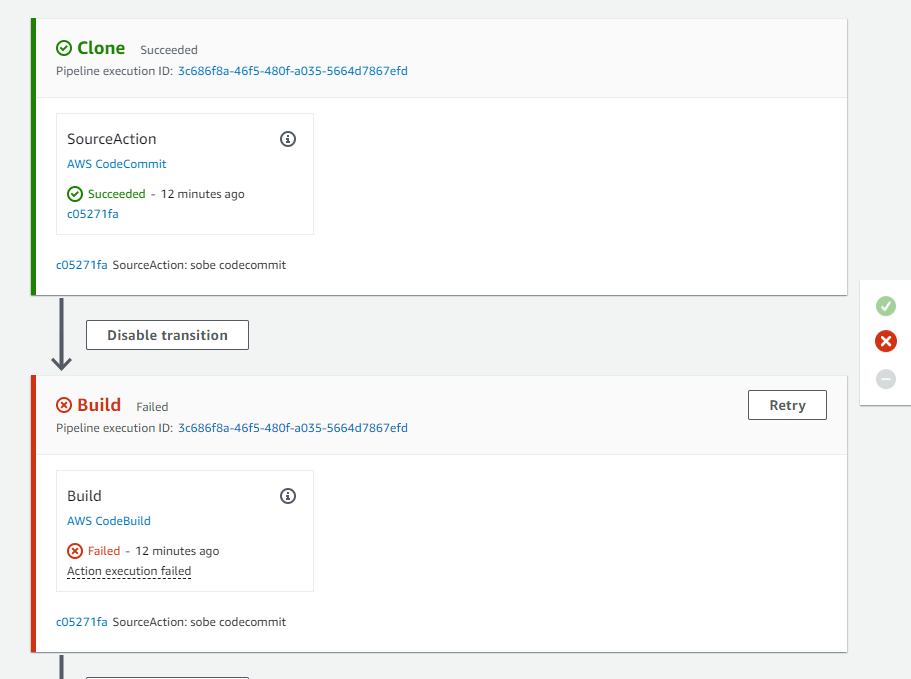 Clone Succeeded
Pipeline execution ID: 3c686f8a-46f5-480f-a035-5664d7867efd
SourceAction
AWS CodeCommit
Succeeded - 12 minutes ago
c05271fa
c05271fa SourceAction: sobe codecommit
Disable transition
Build Failed
Retry
Pipeline execution ID: 3c686f8a-46f5-480f-a035-5664d7867efd
Build
AWS CodeBuild
Failed - 12 minutes ago
Action execution failed
c05271fa SourceAction: sobe codecommit